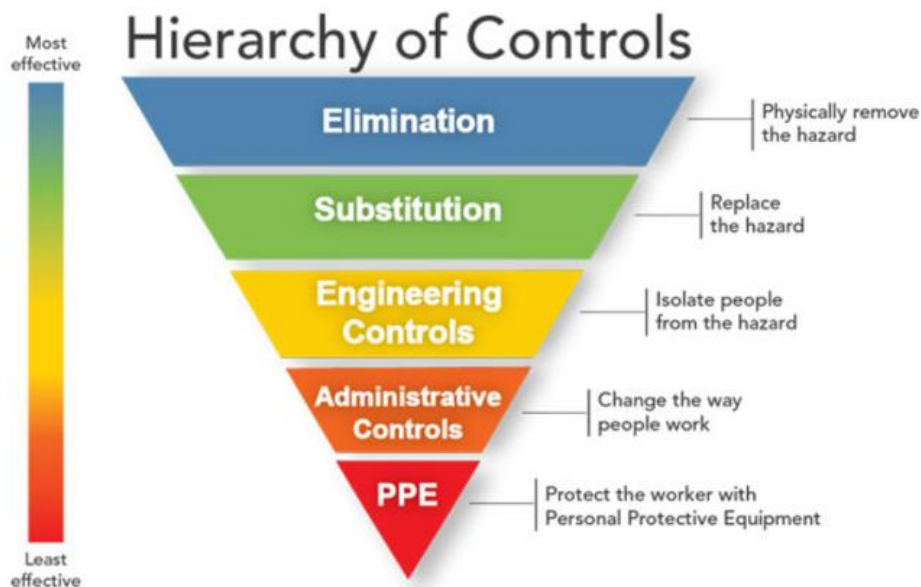 Hierarchy of Controls
Most
effective
Elimination
Physically remove
the hazard
Substitution
Replace
the hazard
Engineering
Controls
Isolate people
from the hazard
Administrative
Controls
Change the way
people work
PPE
Protect the worker with
Personal Protective Equipment
Least
effective